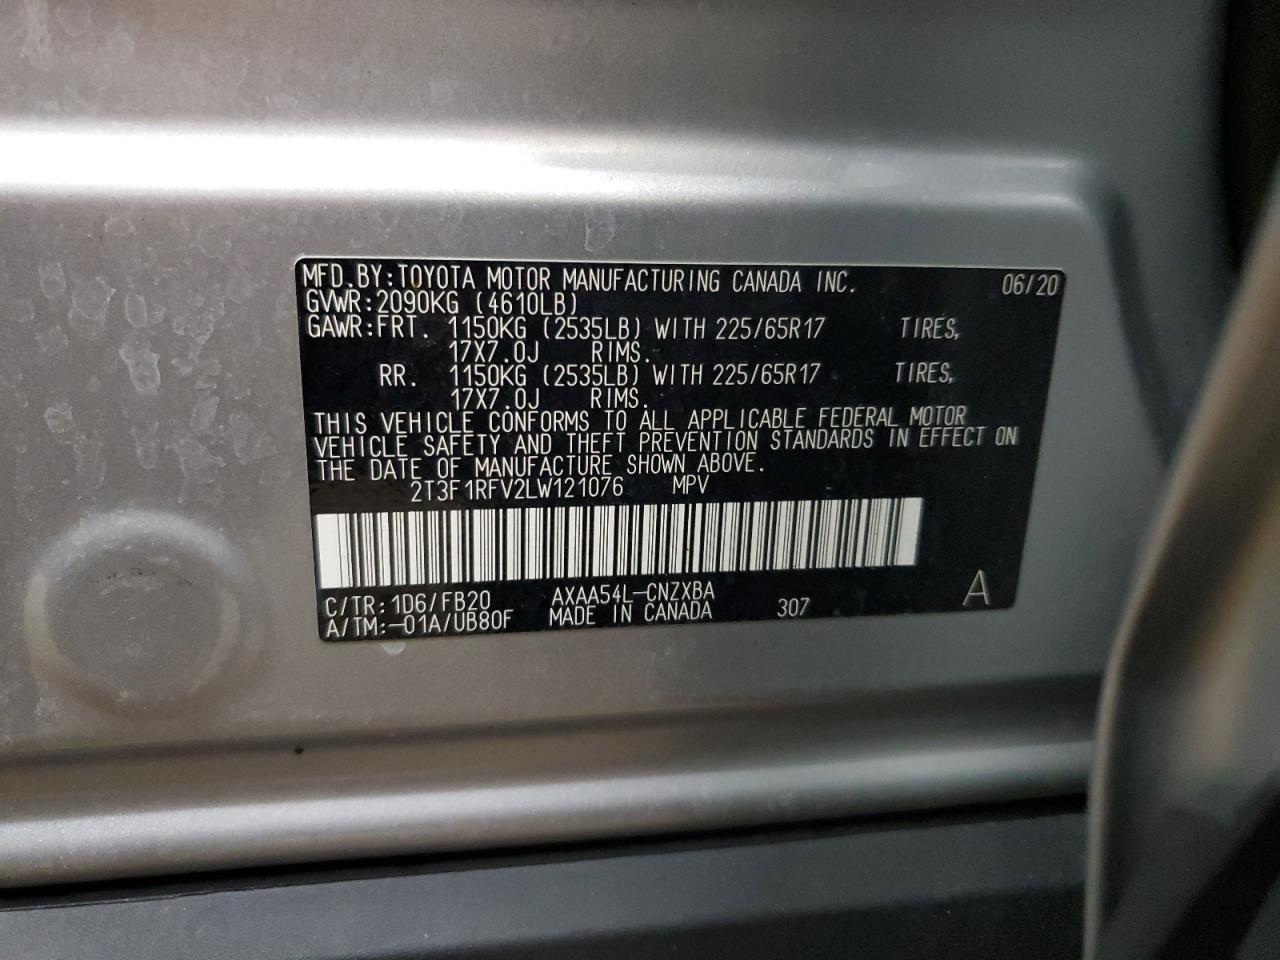 MFD.BY:TOYOTA MOTOR MANUFACTURING CANADA INC. 06/20
GVWR:2090KG (4610LB)
GAWR:FRT. 1150KG (2535LB) WITH 225/65R17 TIRES,
17X7.0J RIMS.
RR. 1150KG (2535LB) WITH 225/65R17 TIRES,
17X7.0J RIMS.
THIS VEHICLE CONFORMS TO ALL APPLICABLE FEDERAL MOTOR
VEHICLE SAFETY AND THEFT PREVENTION STANDARDS IN EFFECT ON
THE DATE OF MANUFACTURE SHOWN ABOVE.
2T3F1RFV2LW121076 MPV
C/TR:1D6/FB20 AXAA54L-CNZXBA
A/TM:-01A/UB80F MADE IN CANADA 307 A